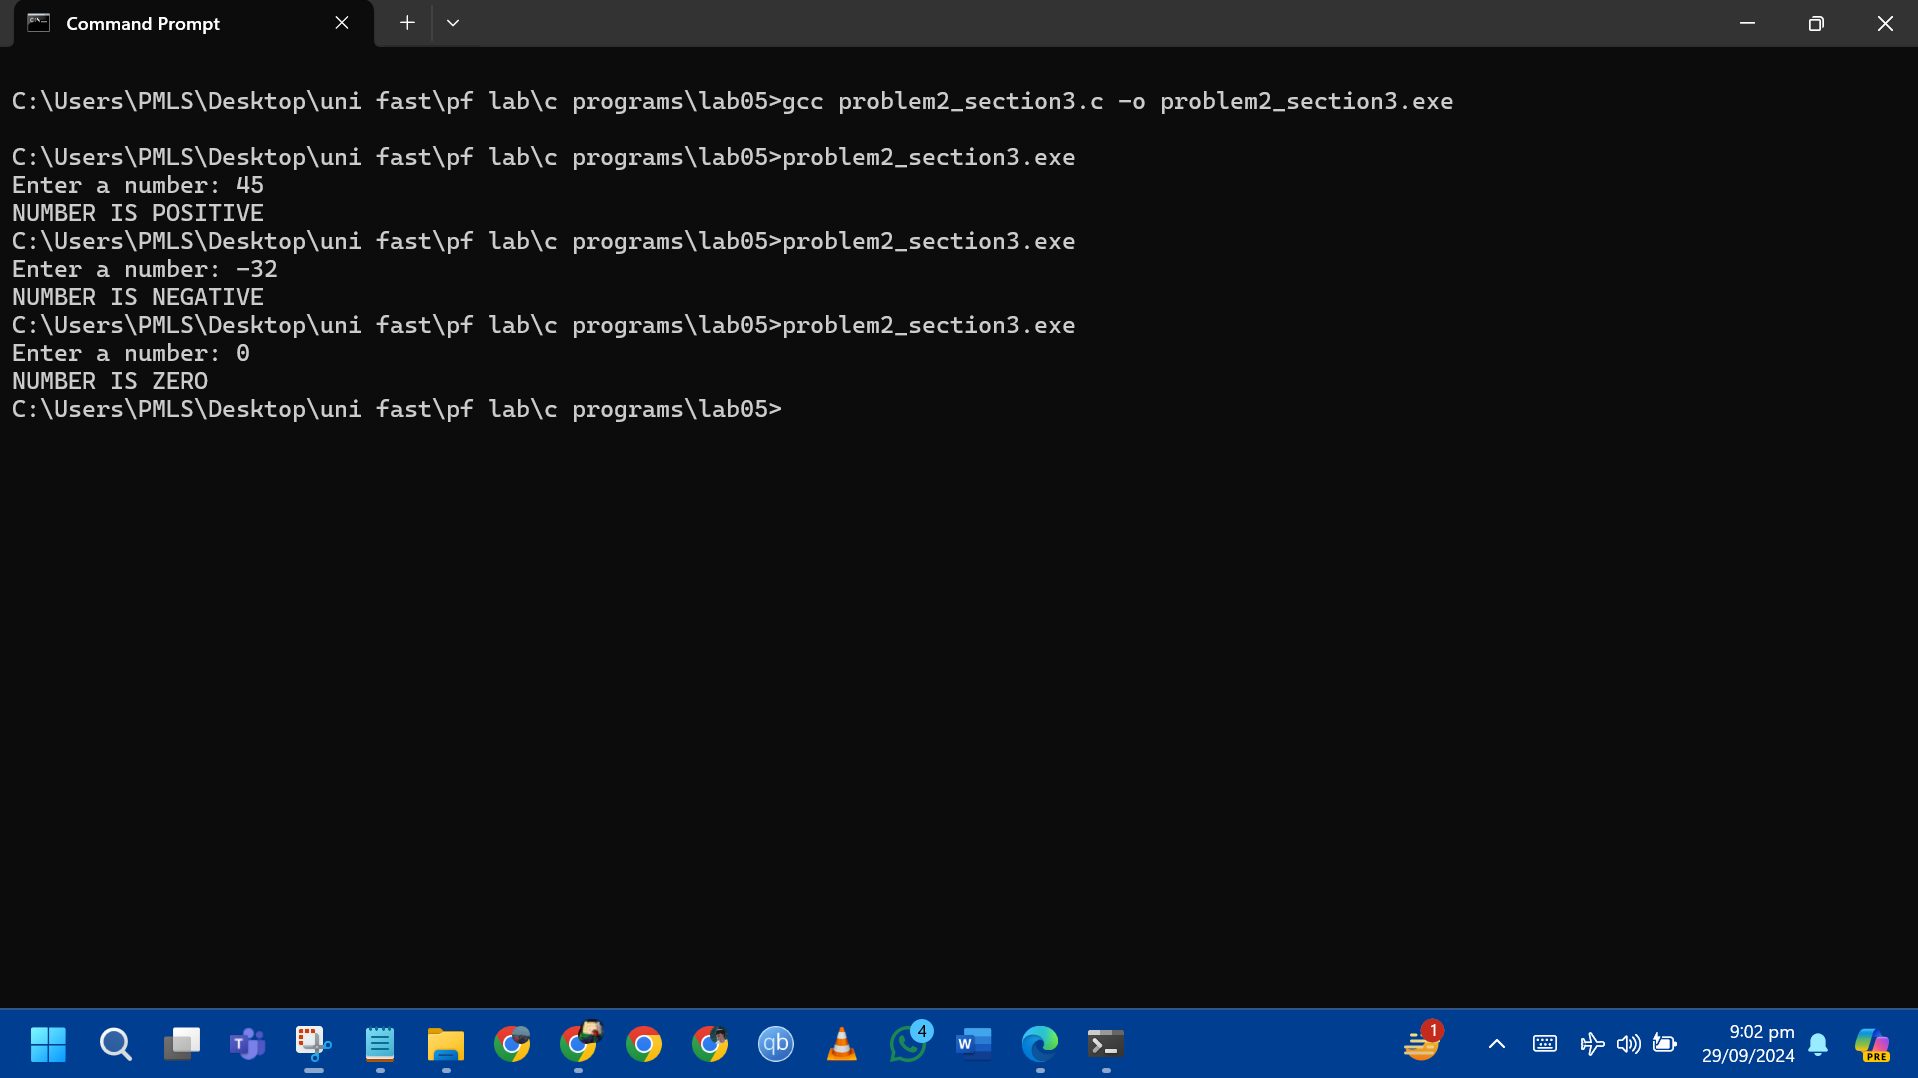 Command Prompt
C:\Users\PMLS\Desktop\uni fast\pf lab\c programs\lab05>gcc problem2_section3.c -o problem2_section3.exe
C:\Users\PMLS\Desktop\uni fast\pf lab\c programs\lab05>problem2_section3.exe
Enter a number: 45
NUMBER IS POSITIVE
C:\Users\PMLS\Desktop\uni fast\pf lab\c programs\lab05>problem2_section3.exe
Enter a number: -32
NUMBER IS NEGATIVE
C:\Users\PMLS\Desktop\uni fast\pf lab\c programs\lab05>problem2_section3.exe
Enter a number: 0
NUMBER IS ZERO
C:\Users\PMLS\Desktop\uni fast\pf lab\c programs\lab05>
T
qb
4
W
1
9:02 pm
29/09/2024
PRE